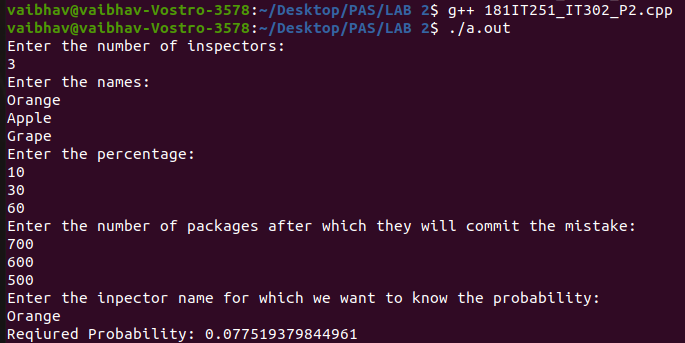 vaibhav@vaibhav-Vostro-3578:~/Desktop/PAS/LAB 2$ g++ 181IT251_IT302_P2.cpp
vaibhav@vaibhav-Vostro-3578:~/Desktop/PAS/LAB 2$ ./a.out
Enter the number of inspectors:
3
Enter the names:
Orange
Apple
Grape
Enter the percentage:
10
30
60
Enter the number of packages after which they will commit the mistake:
700
600
500
Enter the inpector name for which we want to know the probability:
Orange
Reqiured Probability: 0.077519379844961